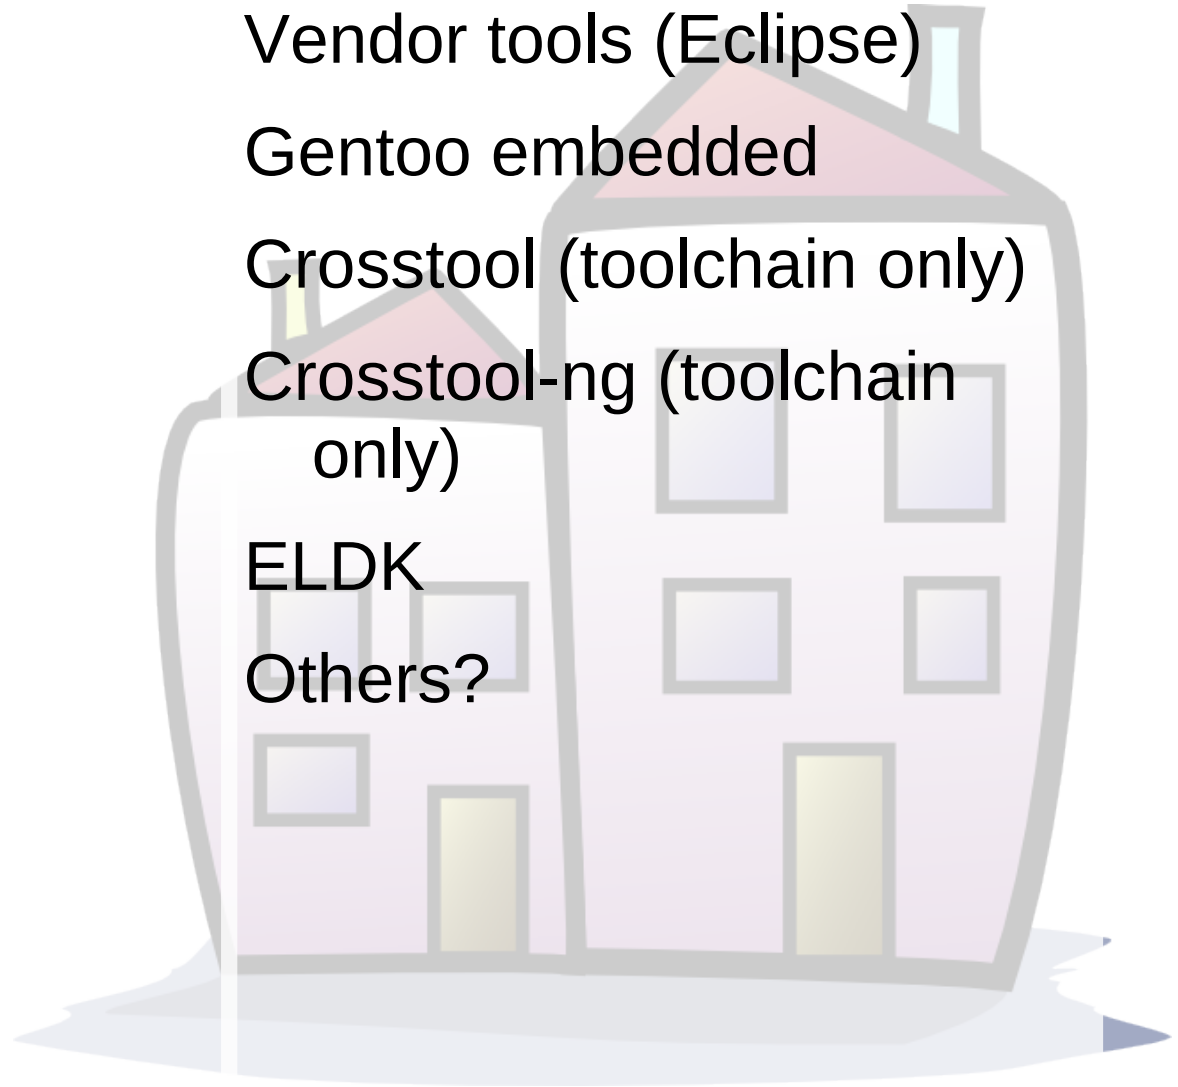 Vendor tools (Eclipse)
Gentoo embedded
Crosstool (toolchain only)
Crosstool-ng (toolchain
only)
ELDK
Others?